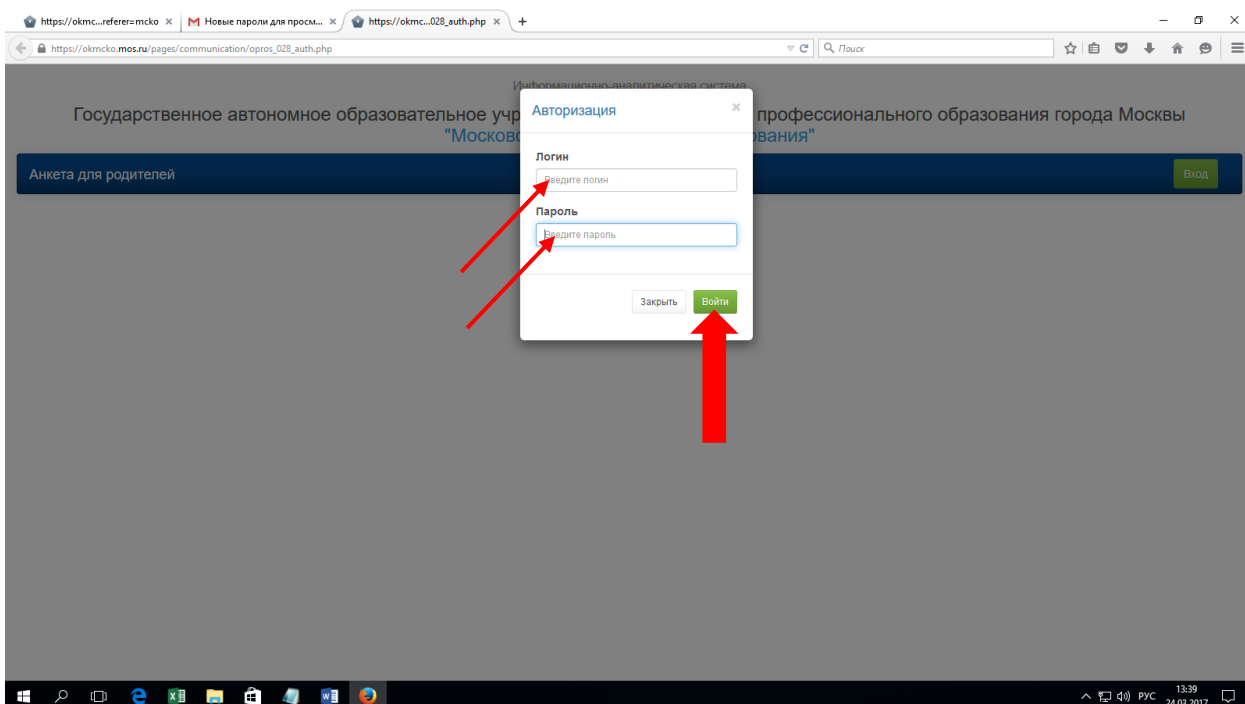 https://okmc...referer=mcko
Новые пароли для просм...
https://okmc...028_auth.php
https://okmcko.mos.ru/pages/communication/opros_028_auth.php
Поиск
Информационно-аналитическая система
Государственное автономное образовательное учр
профессионального образования города Москвы
"Московс
ования"
Анкета для родителей
Вход
Авторизация
×
Логин
Введите логин
Пароль
Введите пароль
Закрыть
Войти
РУС
13:39
24.03.2017